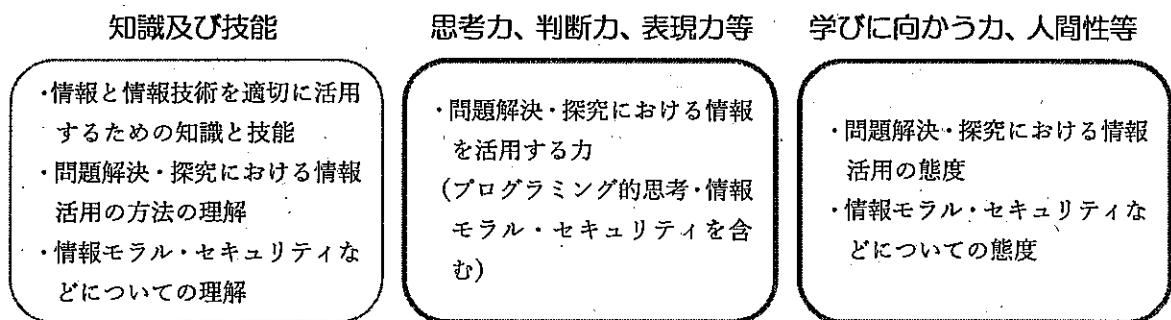 知識及び技能
・情報と情報技術を適切に活用
するための知識と技能
・問題解決・探究における情報
活用の方法の理解
・情報モラル・セキュリティな
どについての理解
思考力、判断力、表現力等
・問題解決・探究における情報
を活用する力
(プログラミング的思考・情報
モラル・セキュリティを含
む)
学びに向かう力、人間性等
・問題解決・探究における情報
活用の態度
・情報モラル・セキュリティな
どについての態度